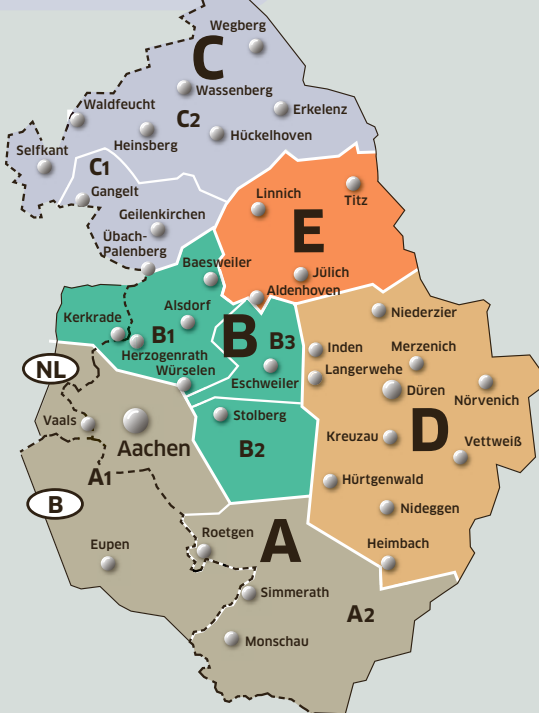 Wegberg
C
Wassenberg
Waldfeucht
Erkelenz
C2
Heinsberg
Hückelhoven
Selfkant
C1
Gangelt
Linnich
Titz
Geilenkirchen
E
Übach-
Palenberg
Baesweiler
Jülich
Aldenhoven
Alsdorf
Niederzier
Kerkrade
B1
B
B3
Herzogenrath
Inden
Merzenich
NL
Würselen
Langerwehe
Eschweiler
Düren
Nörvenich
Vaals
Stolberg
Aachen
B2
Kreuzau
D
Vettweiß
A1
Hürtgenwald
B
Nideggen
Roetgen
A
Eupen
Heimbach
Simmerath
A2
Monschau